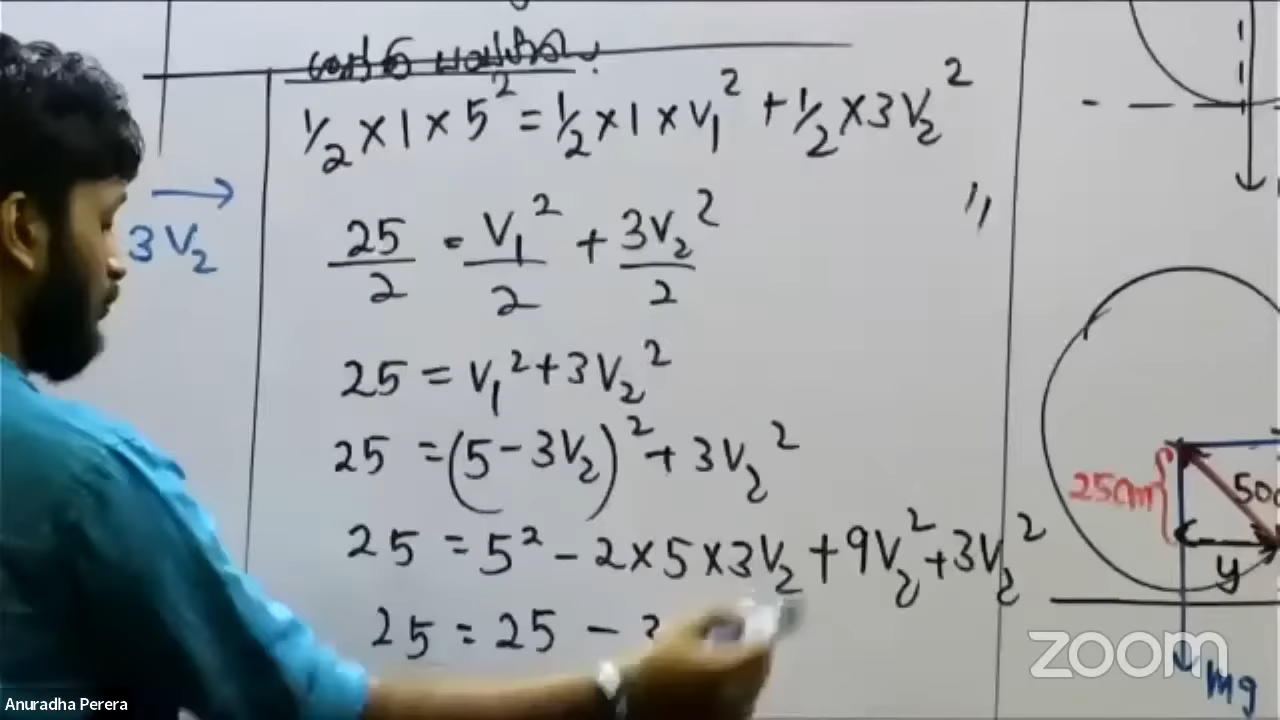 ½ × 1 × 5² = ½ × 1 × V₁² + ½ × 3V₂²
3V₂
25/2 = V₁²/2 + 3V₂²/2
25 = V₁² + 3V₂²
25 = (5 - 3V₂)² + 3V₂²
25cm
50
25 = 5² - 2×5×3V₂ + 9V₂² + 3V₂²
y
25 = 25 -
zoom
mg
Anuradha Perera